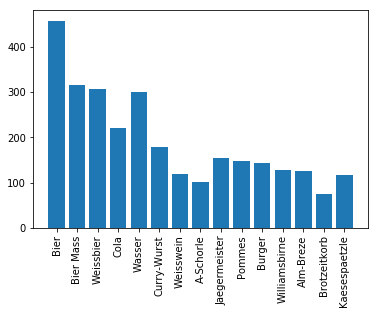 400
300
200
100
0
Bier
Bier Mass
Weissbier
Cola
Wasser
Curry-Wurst
Weisswein
A-Schorle
Jaegermeister
Pommes
Burger
Williamsbirne
Alm-Breze
Brotzeitkorb
Kaesespaetzle